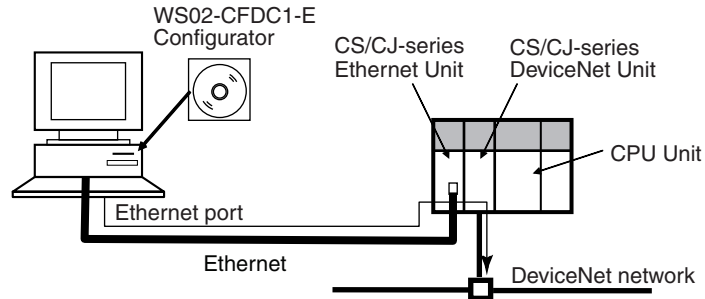 WS02-CFDC1-E
Configurator
CS/CJ-series
Ethernet Unit
CS/CJ-series
DeviceNet Unit
CPU Unit
Ethernet port
Ethernet
DeviceNet network